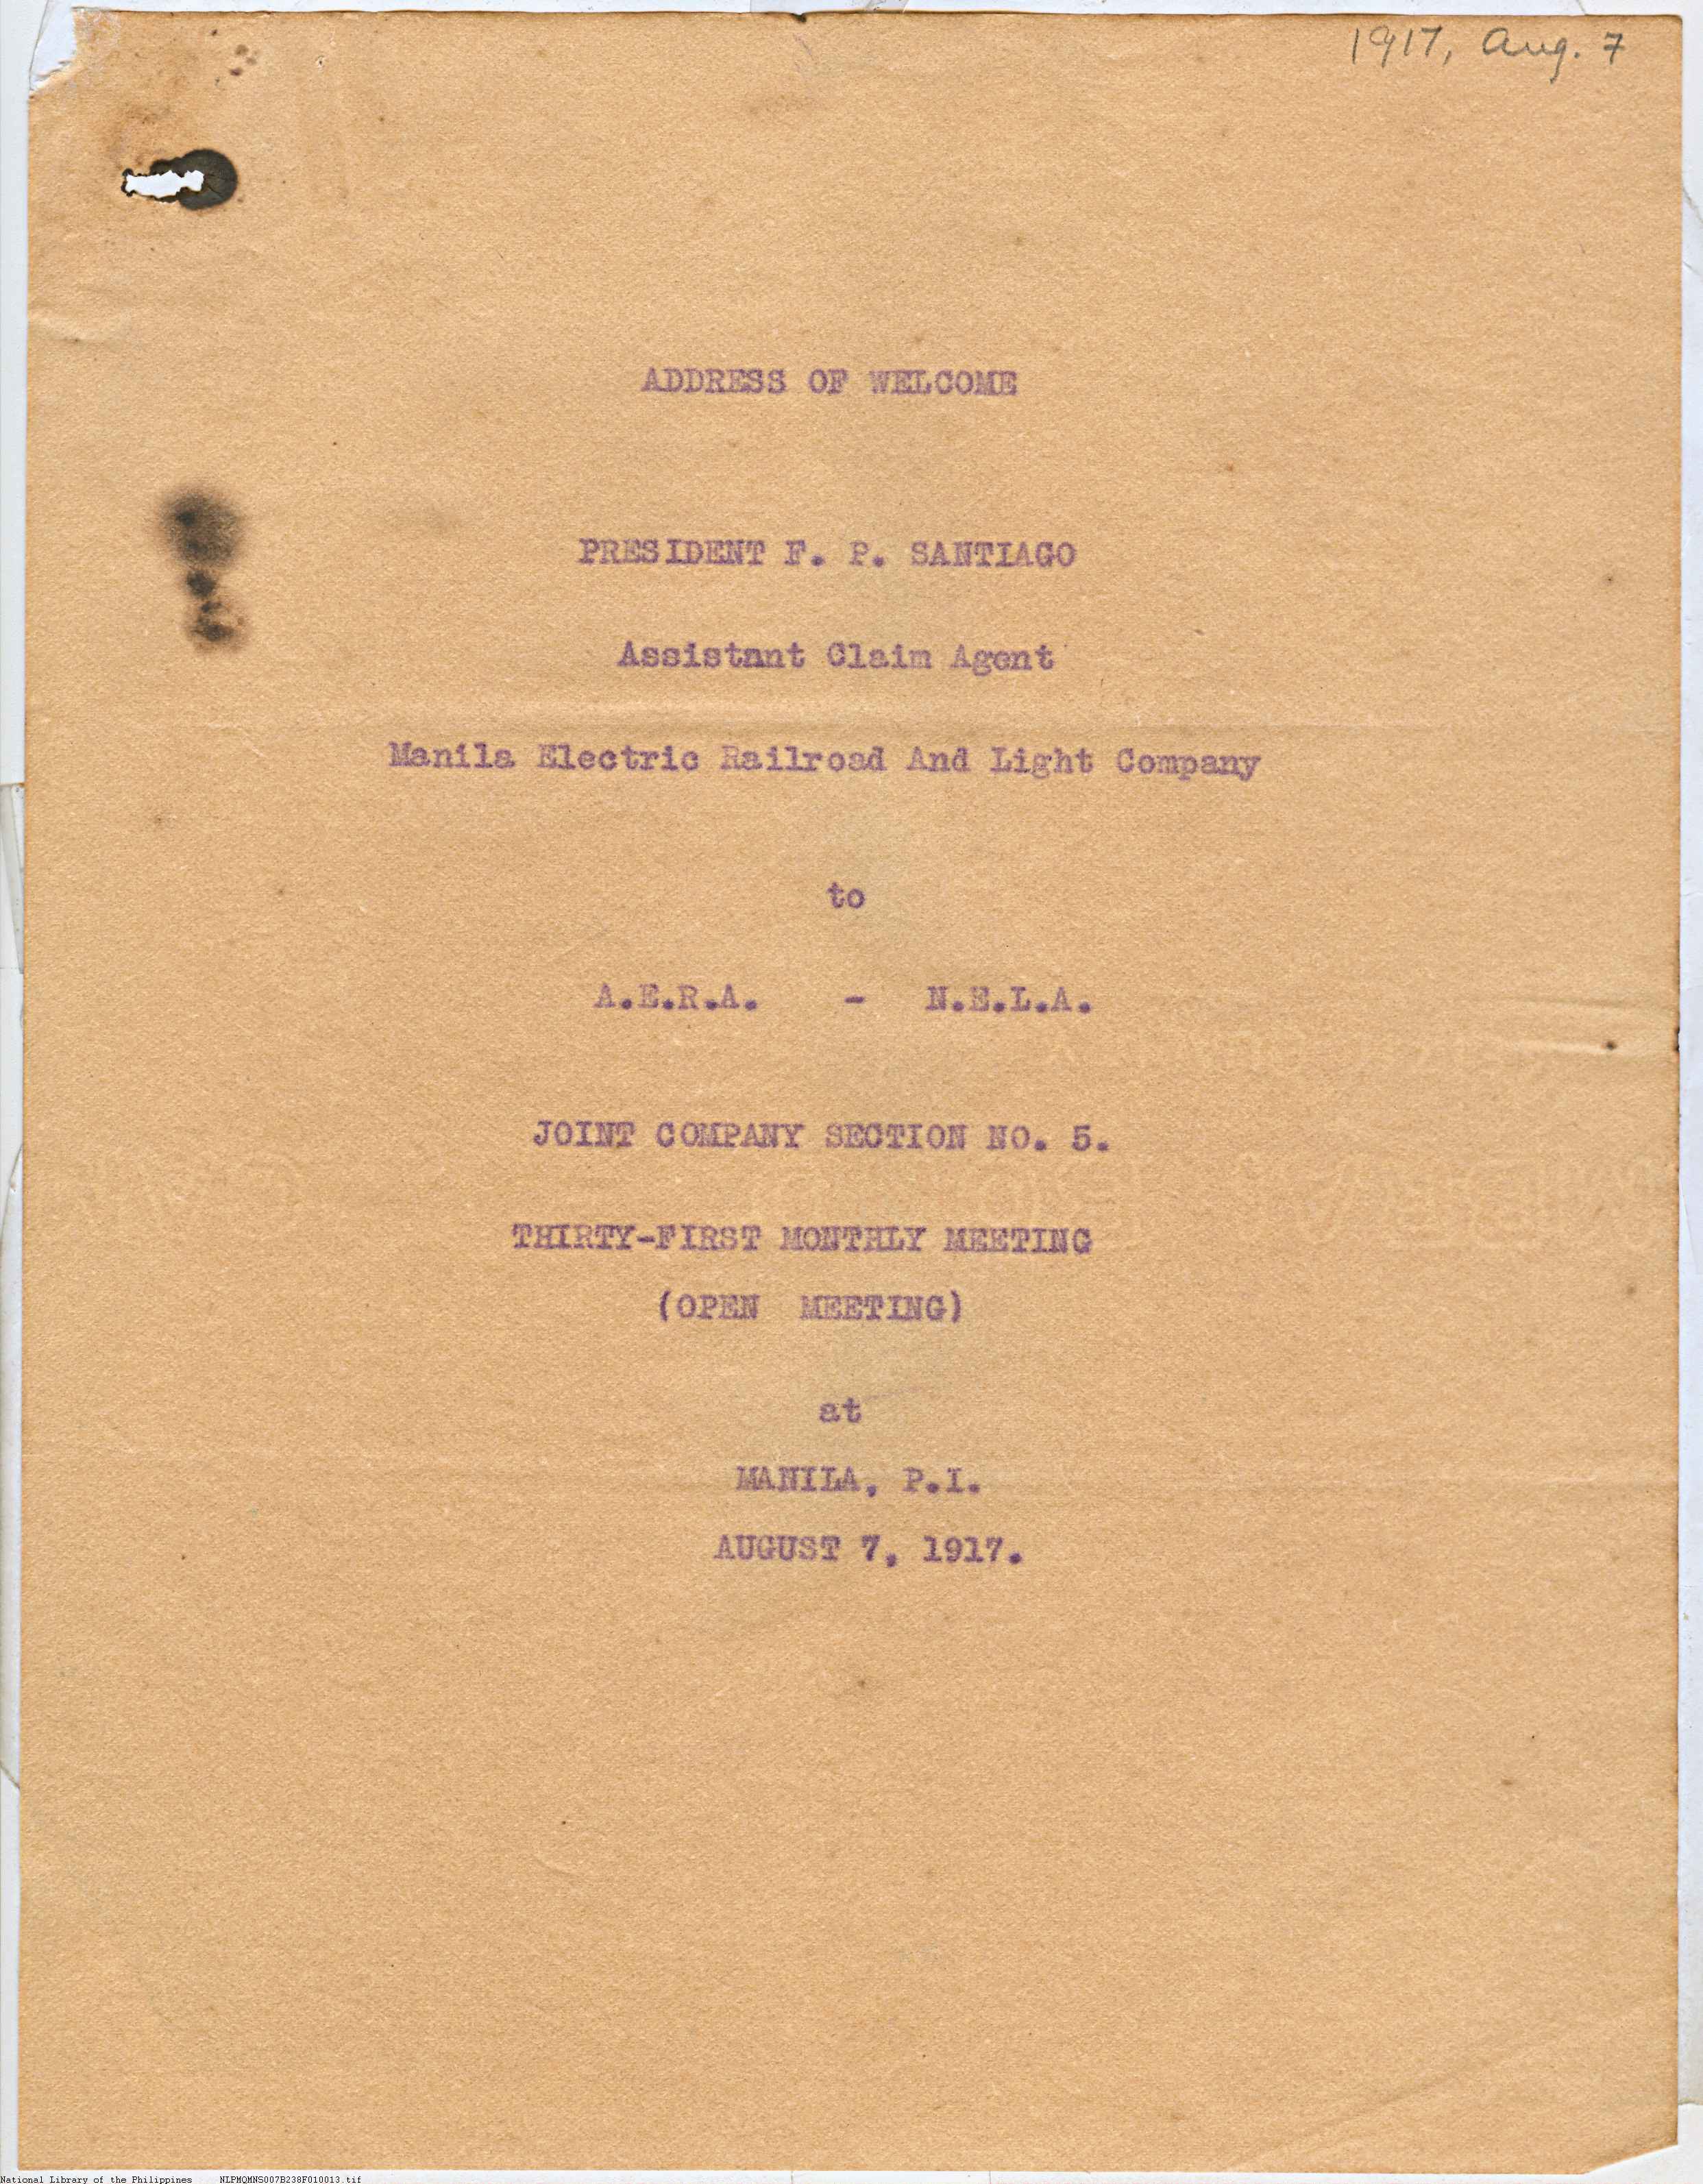 1917, Aug. 7
ADDRESS OF WELCOME
PRESIDENT F. P. SANTIAGO
Assistant Claim Agent
Manila Electric Railroad And Light Company
to
A.E.R.A. - N.E.L.A.
JOINT COMPANY SECTION NO. 5.
THIRTY-FIRST MONTHLY MEETING
(OPEN MEETING)
at
MANILA, P.I.
AUGUST 7, 1917.
National Library of the Philippines NLPMQMNS007B238F010013.tif